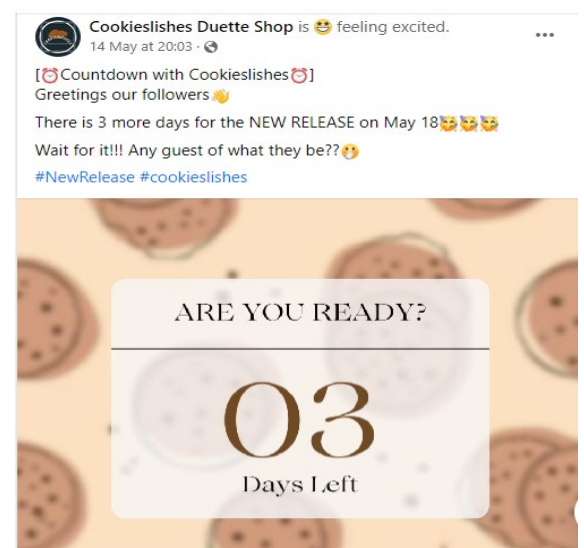 Cookieslishes Duette Shop is 😁 feeling excited.
14 May at 20:03 ·
[⏰Countdown with Cookieslishes⏰]
Greetings our followers👋
There is 3 more days for the NEW RELEASE on May 18🥳🥳🥳
Wait for it!!! Any guest of what they be??🤭
#NewRelease #cookieslishes
ARE YOU READY?
03
Days Left